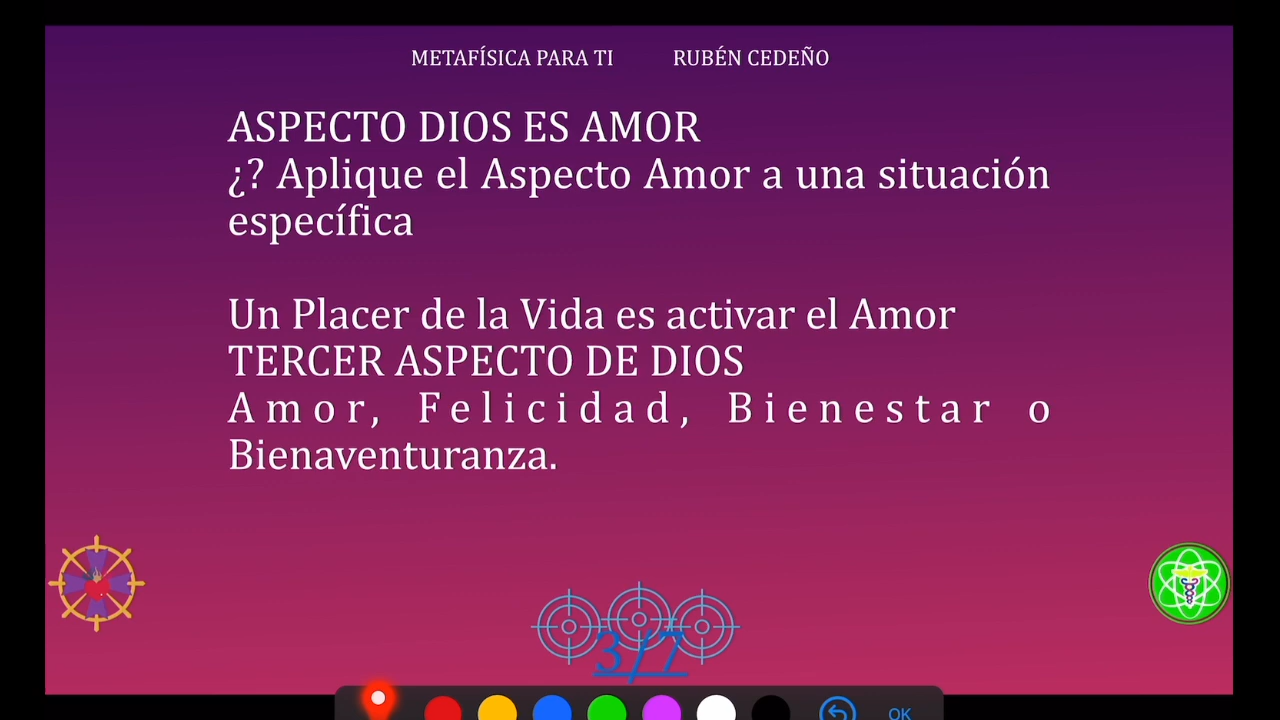 METAFÍSICA PARA TI RUBÉN CEDEÑO
ASPECTO DIOS ES AMOR
¿? Aplique el Aspecto Amor a una situación
específica
Un Placer de la Vida es activar el Amor
TERCER ASPECTO DE DIOS
Amor, Felicidad, Bienestar o
Bienaventuranza.
3/7
OK